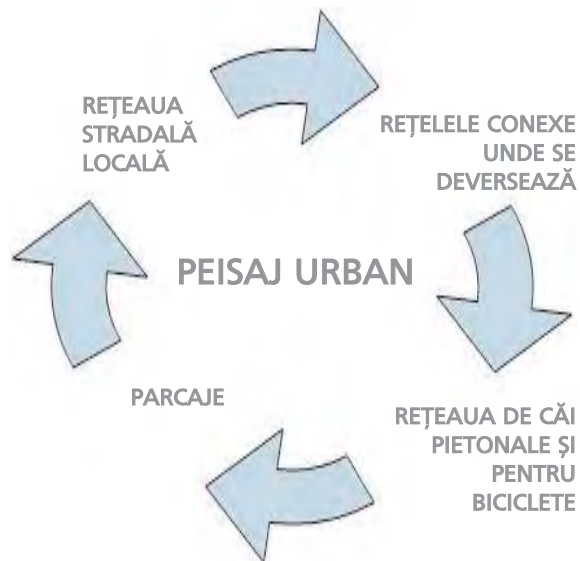 REȚEAUA
STRADALĂ
LOCALĂ
REȚELELE CONEXE
UNDE SE
DEVERSEAZĂ
PEISAJ URBAN
PARCAJE
REȚEAUA DE CĂI
PIETONALE ȘI
PENTRU
BICICLETE